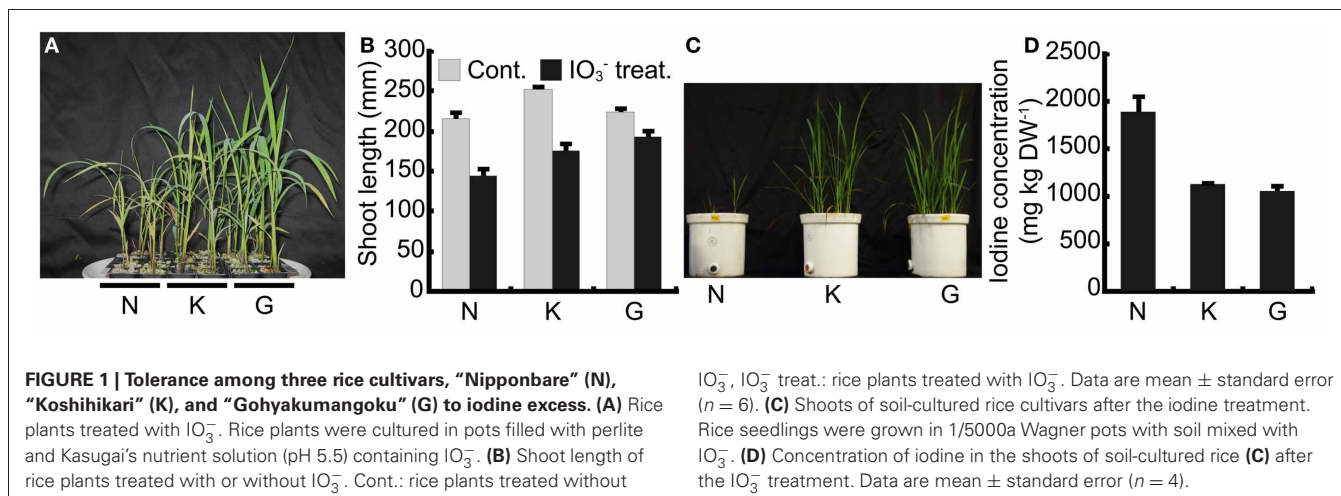 A
N
K
G
B
Shoot length (mm)
300
250
200
150
100
50
0
Cont.
IO₃⁻ treat.
N
K
G
C
N
K
G
D
Iodine concentration
(mg kg DW⁻¹)
2500
2000
1500
1000
500
0
N
K
G
FIGURE 1 | Tolerance among three rice cultivars, “Nipponbare” (N),
“Koshihikari” (K), and “Gohyakumangoku” (G) to iodine excess. (A) Rice
plants treated with IO₃⁻. Rice plants were cultured in pots filled with perlite
and Kasugai’s nutrient solution (pH 5.5) containing IO₃⁻. (B) Shoot length of
rice plants treated with or without IO₃⁻. Cont.: rice plants treated without
IO₃⁻, IO₃⁻ treat.: rice plants treated with IO₃⁻. Data are mean ± standard error
(n = 6). (C) Shoots of soil-cultured rice cultivars after the iodine treatment.
Rice seedlings were grown in 1/5000a Wagner pots with soil mixed with
IO₃⁻. (D) Concentration of iodine in the shoots of soil-cultured rice (C) after
the IO₃⁻ treatment. Data are mean ± standard error (n = 4).